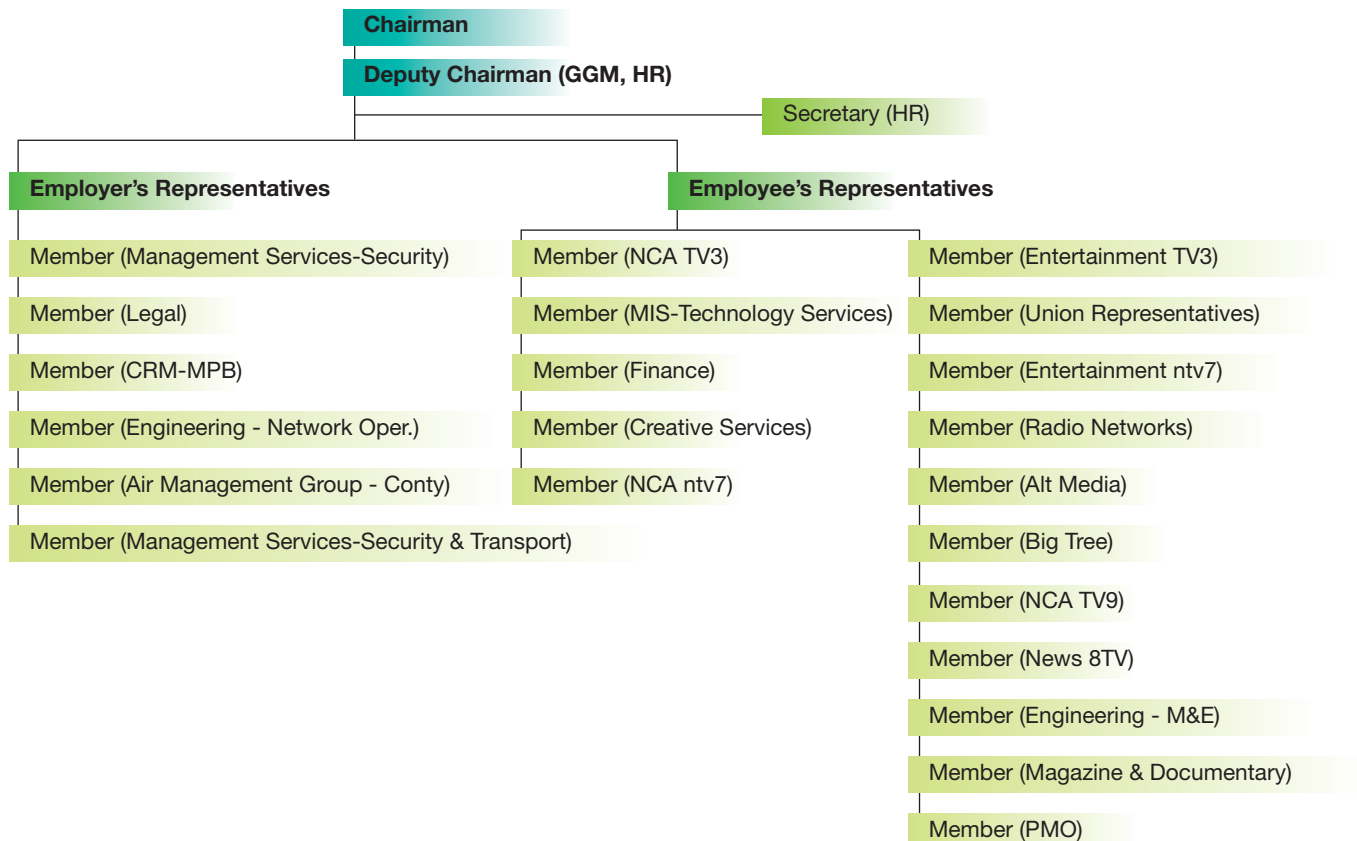 Chairman
Deputy Chairman (GGM, HR)
Secretary (HR)
Employer’s Representatives
Member (Management Services-Security)
Member (Legal)
Member (CRM-MPB)
Member (Engineering - Network Oper.)
Member (Air Management Group - Conty)
Member (Management Services-Security & Transport)
Employee’s Representatives
Member (NCA TV3)
Member (MIS-Technology Services)
Member (Finance)
Member (Creative Services)
Member (NCA ntv7)
Member (Entertainment TV3)
Member (Union Representatives)
Member (Entertainment ntv7)
Member (Radio Networks)
Member (Alt Media)
Member (Big Tree)
Member (NCA TV9)
Member (News 8TV)
Member (Engineering - M&E)
Member (Magazine & Documentary)
Member (PMO)